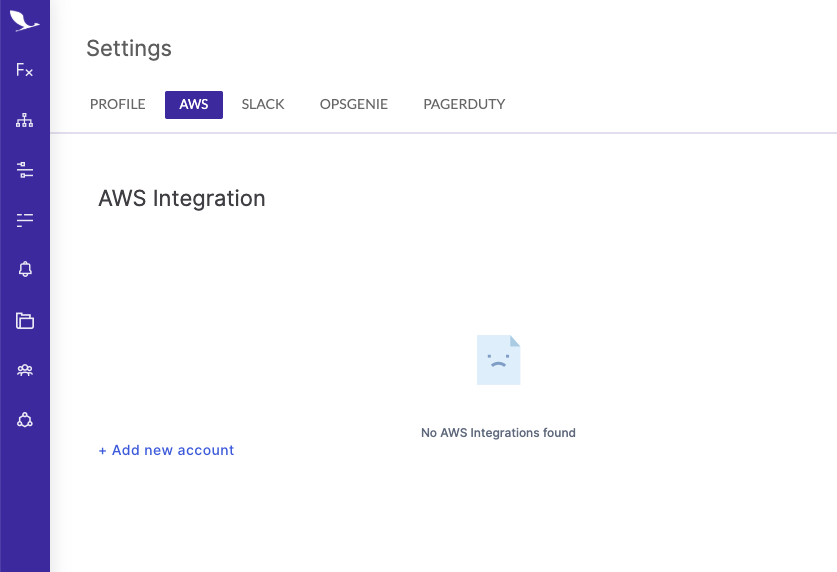 Settings
Fx
PROFILE AWS SLACK OPSGENIE PAGERDUTY
AWS Integration
No AWS Integrations found
+ Add new account